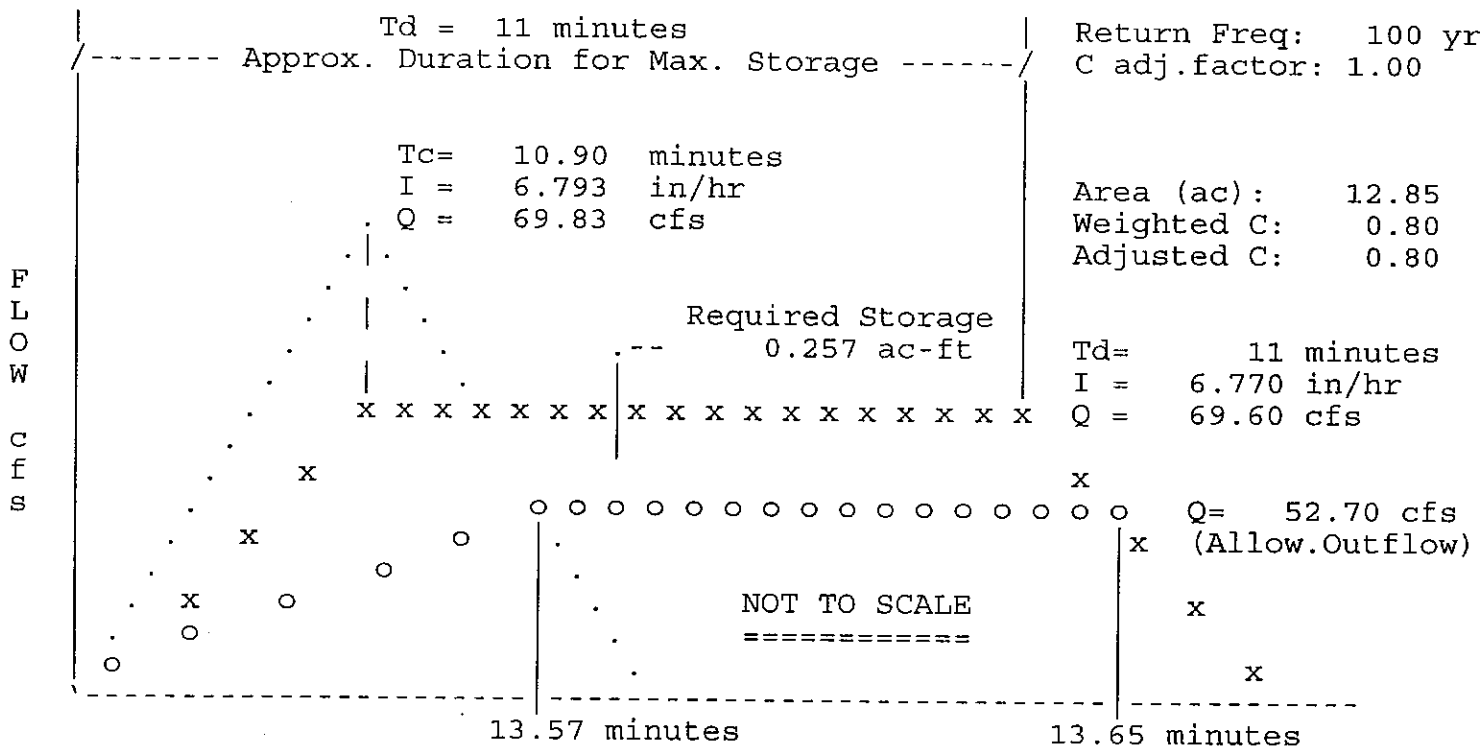 Td = 11 minutes
/------- Approx. Duration for Max. Storage ------/
Return Freq: 100 yr
C adj.factor: 1.00
Tc= 10.90 minutes
I = 6.793 in/hr
Q = 69.83 cfs
Area (ac): 12.85
Weighted C: 0.80
Adjusted C: 0.80
FLOW cfs
Required Storage
.-- 0.257 ac-ft
Td= 11 minutes
I = 6.770 in/hr
Q = 69.60 cfs
x x x x x x x x x x x x x x x x x x
o o o o o o o o o o o o o o o o
Q= 52.70 cfs
(Allow.Outflow)
NOT TO SCALE
============
13.57 minutes
13.65 minutes